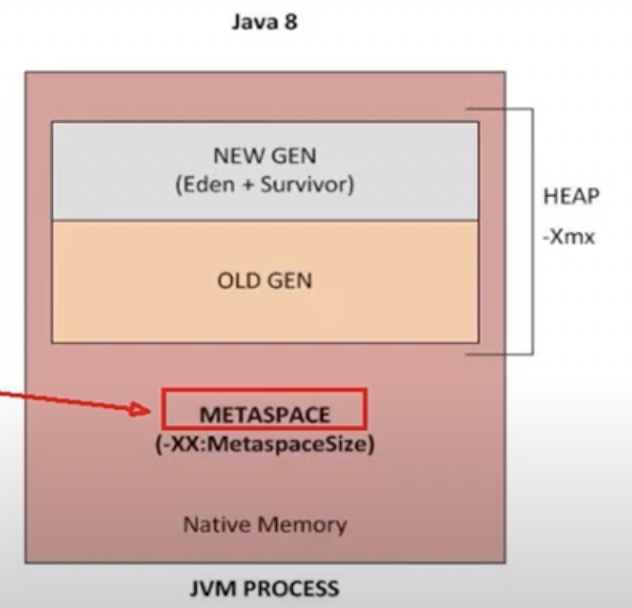 Java 8
NEW GEN
(Eden + Survivor)
HEAP
-Xmx
OLD GEN
METASPACE
(-XX:MetaspaceSize)
Native Memory
JVM PROCESS